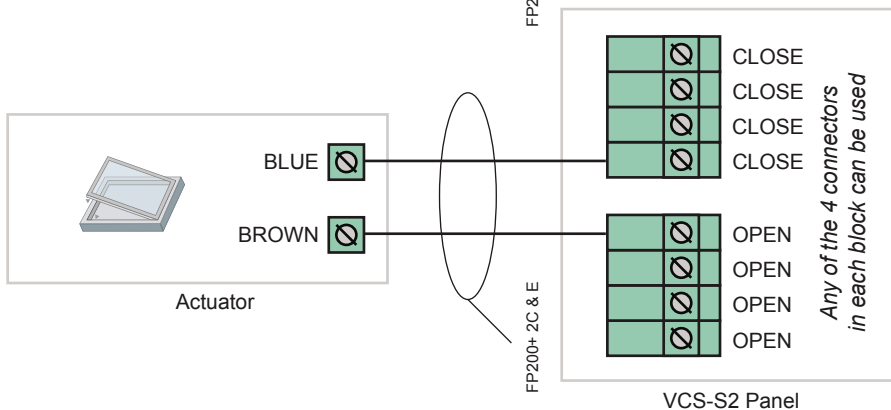 FP2
CLOSE
CLOSE
CLOSE
CLOSE
BLUE
BROWN
OPEN
OPEN
OPEN
OPEN
Any of the 4 connectors
in each block can be used
Actuator
FP200+ 2C & E
VCS-S2 Panel